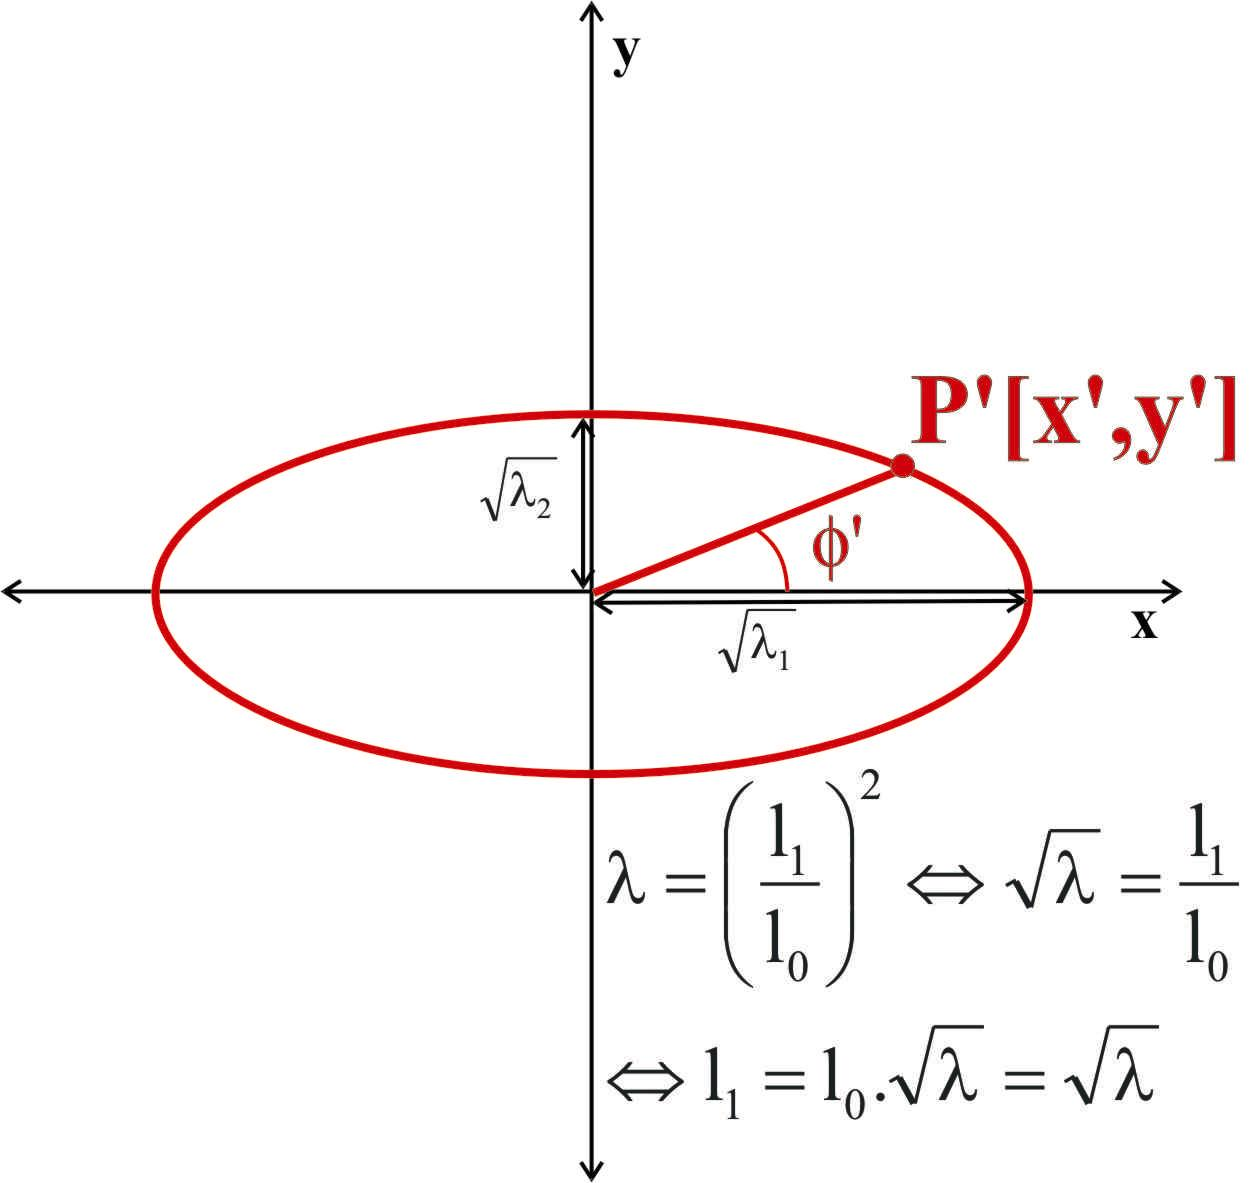 y
P'[x',y']
√λ₂
ϕ'
x
√λ₁
λ = (l₁/l₀)² ⇔ √λ = l₁/l₀
⇔ l₁ = l₀.√λ = √λ